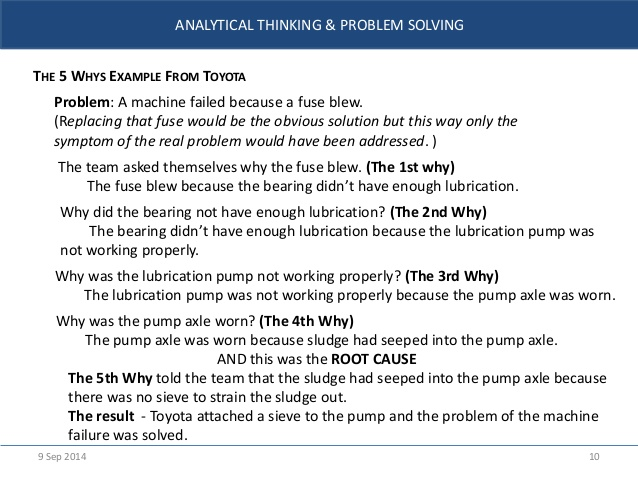 ANALYTICAL THINKING & PROBLEM SOLVING
THE 5 WHYS EXAMPLE FROM TOYOTA
Problem: A machine failed because a fuse blew.
(Replacing that fuse would be the obvious solution but this way only the
symptom of the real problem would have been addressed. )
The team asked themselves why the fuse blew. (The 1st why)
The fuse blew because the bearing didn't have enough lubrication.
Why did the bearing not have enough lubrication? (The 2nd Why)
The bearing didn't have enough lubrication because the lubrication pump was
not working properly.
Why was the lubrication pump not working properly? (The 3rd Why)
The lubrication pump was not working properly because the pump axle was worn.
Why was the pump axle worn? (The 4th Why)
The pump axle was worn because sludge had seeped into the pump axle.
AND this was the ROOT CAUSE
The 5th Why told the team that the sludge had seeped into the pump axle because
there was no sieve to strain the sludge out.
The result - Toyota attached a sieve to the pump and the problem of the machine
failure was solved.
9 Sep 2014
10